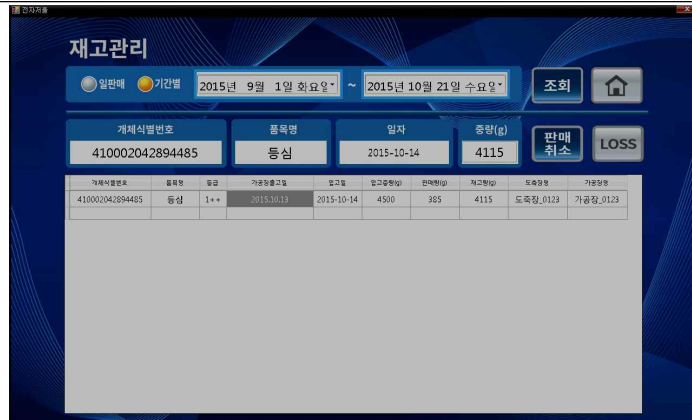 전자저울
재고관리
일판매 기간별 2015년 9월 1일 화요일 ~ 2015년 10월 21일 수요일 조회
개체식별번호 품목명 일자 중량(g) 판매취소 LOSS
410002042894485 등심 2015-10-14 4115
개체식별번호 품목명 등급 가공장출고일 입고일 입고중량(g) 판매량(g) 재고량(g) 도축장명 가공장명
410002042894485 등심 1++ 2015.10.13 2015-10-14 4500 385 4115 도축장_0123 가공장_0123